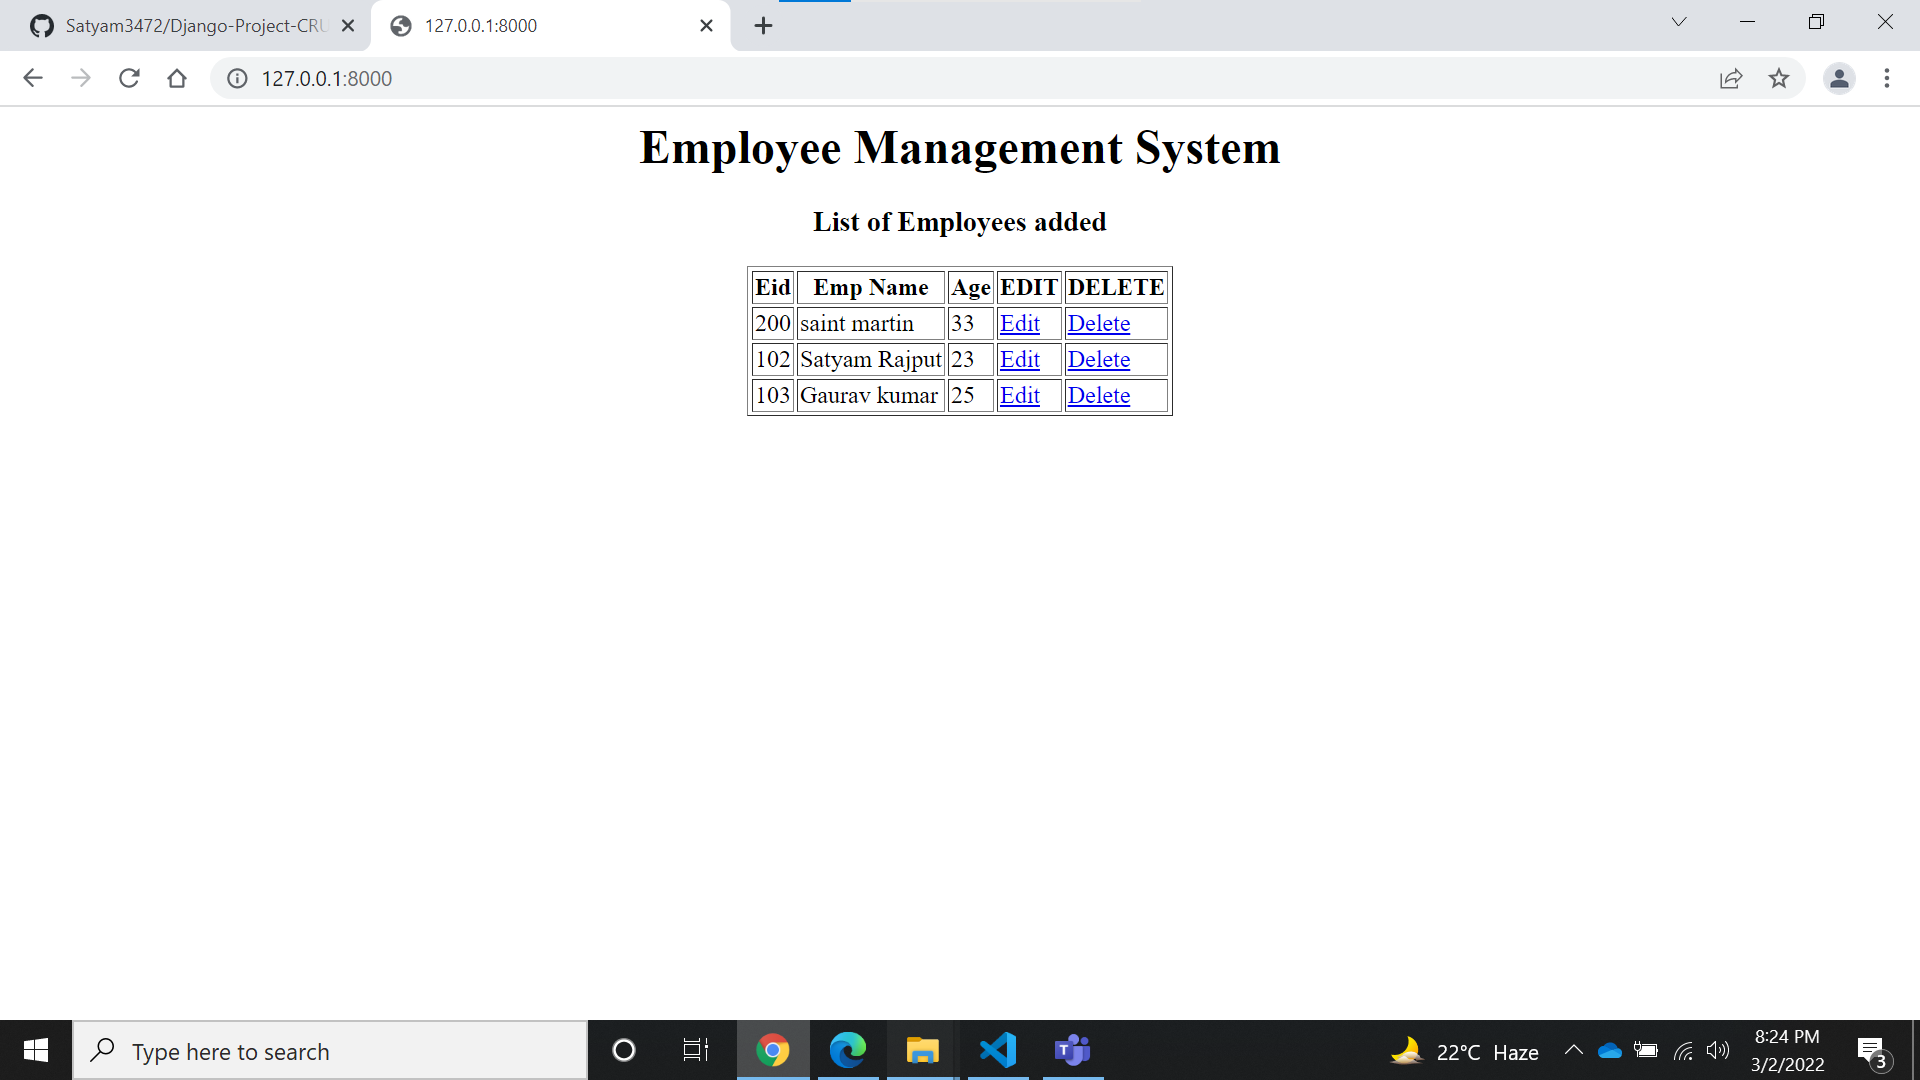 Satyam3472/Django-Project-CRU
127.0.0.1:8000
127.0.0.1:8000
Employee Management System
List of Employees added
Eid Emp Name Age EDIT DELETE
200 saint martin 33 Edit Delete
102 Satyam Rajput 23 Edit Delete
103 Gaurav kumar 25 Edit Delete
Type here to search
T
22°C Haze
8:24 PM
3/2/2022
3